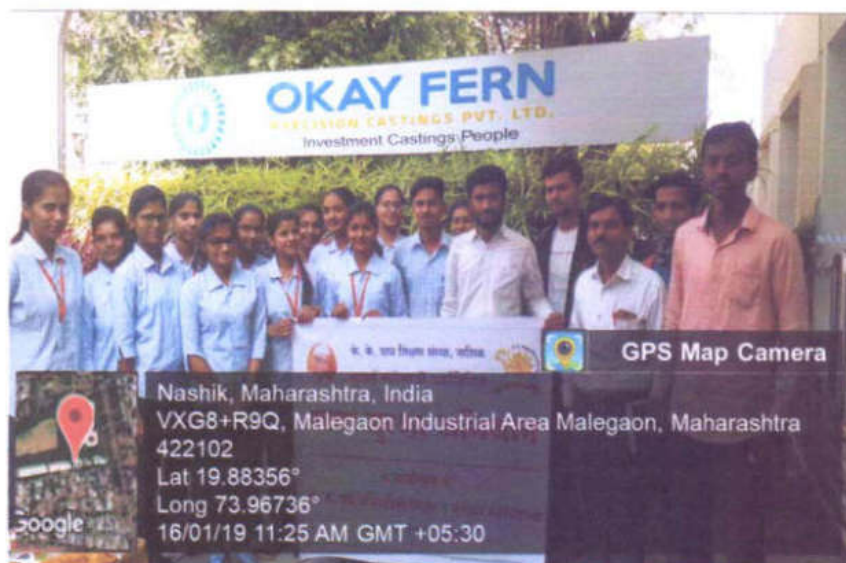 OKAY FERN
PRECISION CASTINGS PVT. LTD.
Investment Castings People
के. के. वाघ शिक्षण संस्था, नाशिक
GPS Map Camera
Nashik, Maharashtra, India
VXG8+R9Q, Malegaon Industrial Area Malegaon, Maharashtra
422102
Lat 19.88356°
Long 73.96736°
16/01/19 11:25 AM GMT +05:30
Google